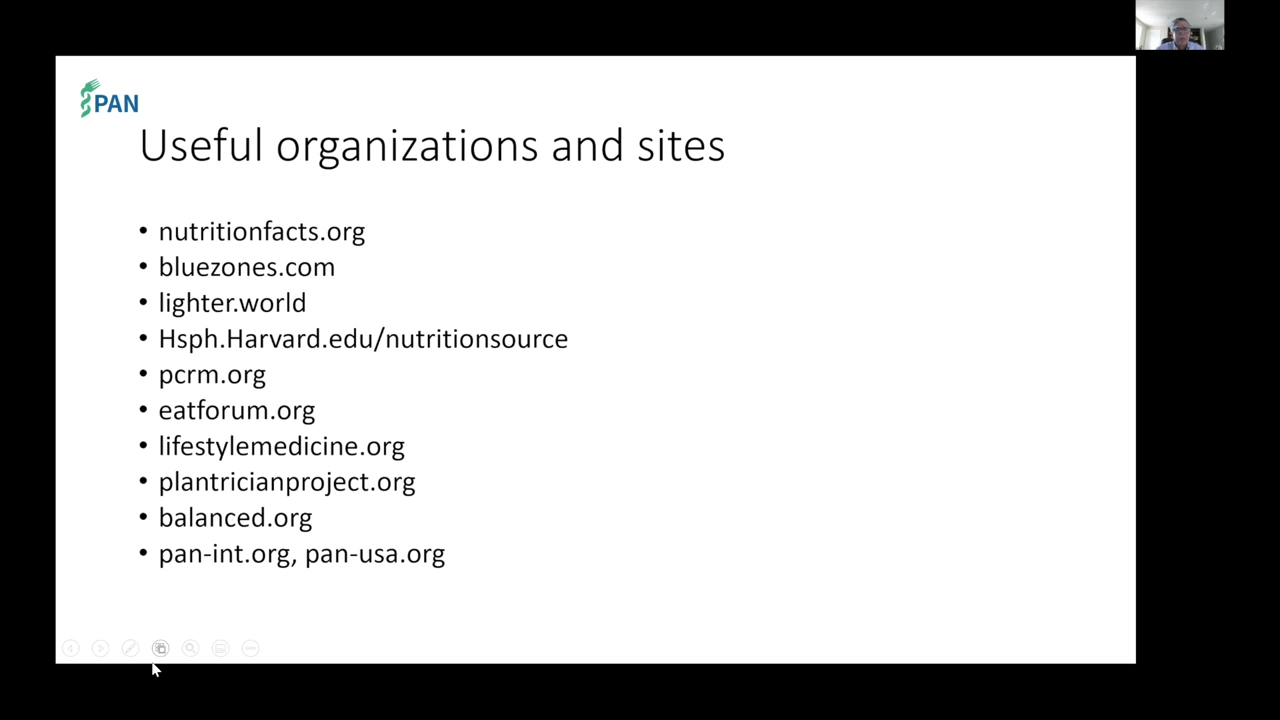 PAN
Useful organizations and sites
• nutritionfacts.org
• bluezones.com
• lighter.world
• Hsph.Harvard.edu/nutritionsource
• pcrm.org
• eatforum.org
• lifestylemedicine.org
• plantricianproject.org
• balanced.org
• pan-int.org, pan-usa.org